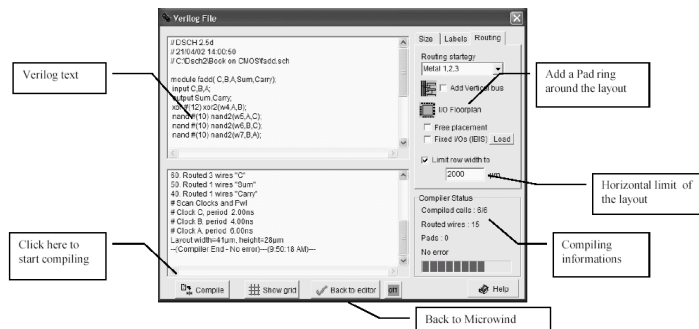 Verilog File
// DSCH 2.5d
// 21/04/02 14:00:50
// C:\Dsch2\Book on CMOS\fadd.sch
module fadd( C,B,A,Sum,Carry);
input C,B,A;
output Sum,Carry;
xor #(12) xor2(w4,A,B);
nand #(10) nand2(w5,A,C);
nand #(10) nand2(w6,B,C);
nand #(10) nand2(w7,B,A);
60. Routed 3 wires "C"
50. Routed 1 wires "Sum"
40. Routed 1 wires "Carry"
# Scan Clocks and Pwl
# Clock C, period 2.00ns
# Clock B, period 4.00ns
# Clock A, period 6.00ns
Layout width=41µm, height=28µm
--(Compiler End - No error)---(9:50:18 AM)---
Compile
Show grid
Back to editor
Off
Help
Size
Labels
Routing
Routing startegy
Metal 1,2,3
Add Vertical bus
I/O Floorplan
Free placement
Fixed I/Os (IBIS)
Load
Limit row width to
2000
µm
Compiler Status
Compiled cells : 6/6
Routed wires : 15
Pads : 0
No error
Verilog text
Click here to
start compiling
Add a Pad ring
around the layout
Horizontal limit of
the layout
Compiling
informations
Back to Microwind